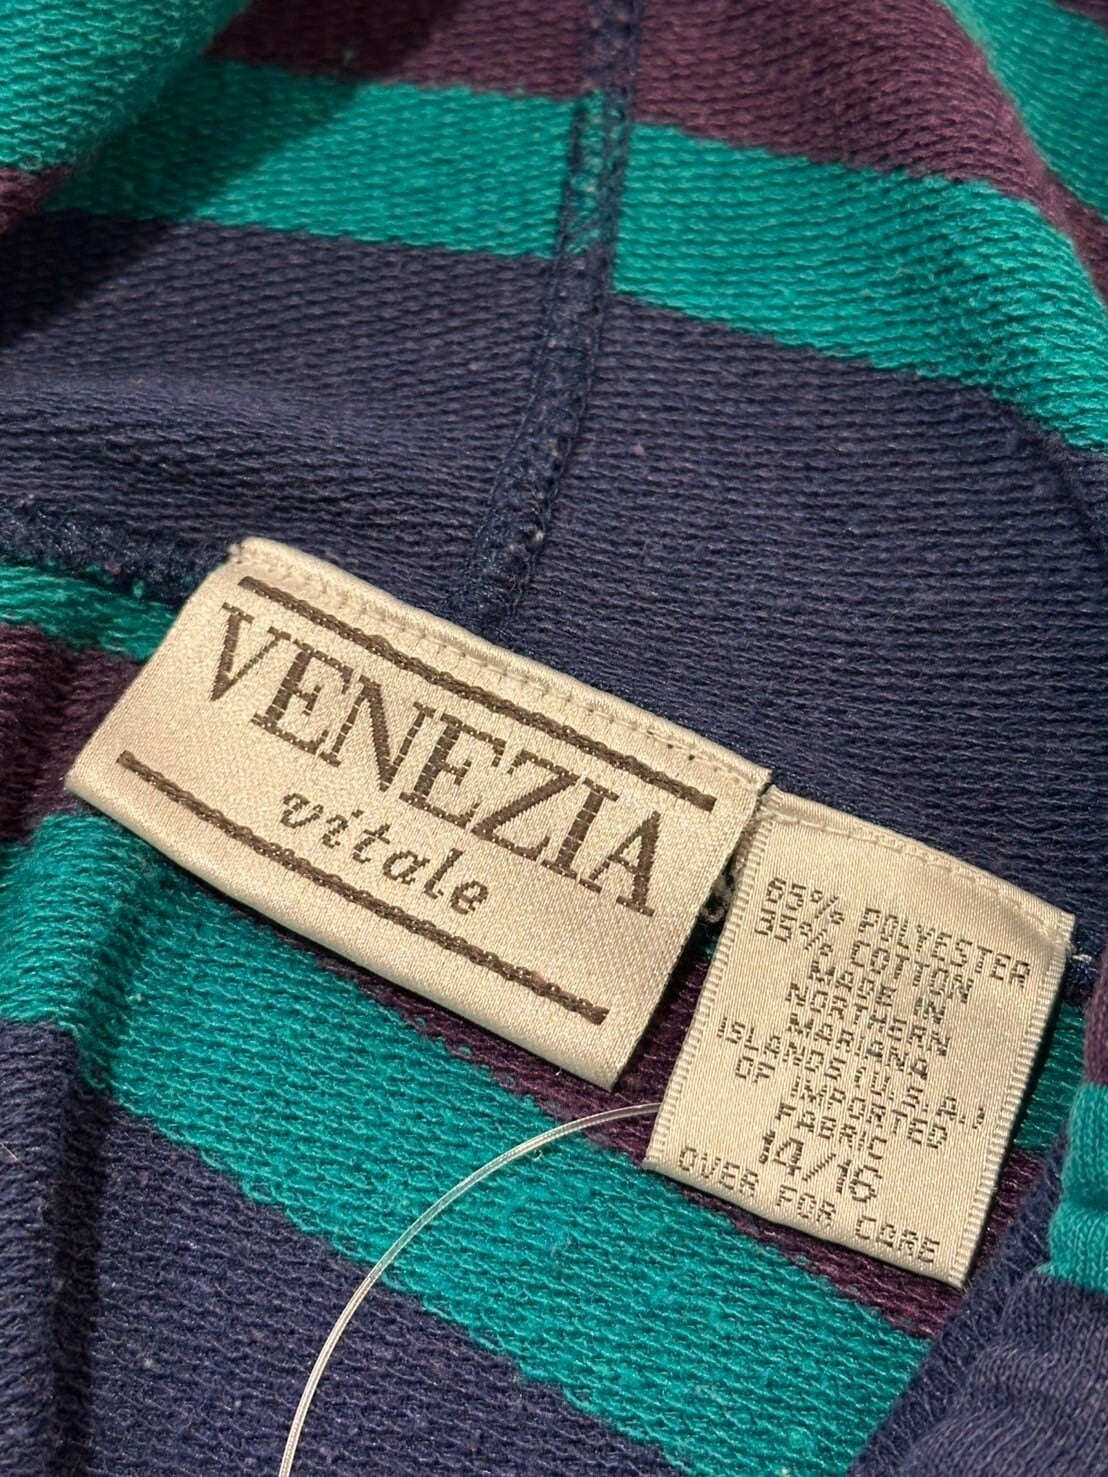 VENEZIA
vitale
65% POLYESTER
35% COTTON
MADE IN
NORTHERN
MARIANA
ISLANDS (U.S.A.)
OF IMPORTED
FABRIC
14/16
OVER FOR CARE